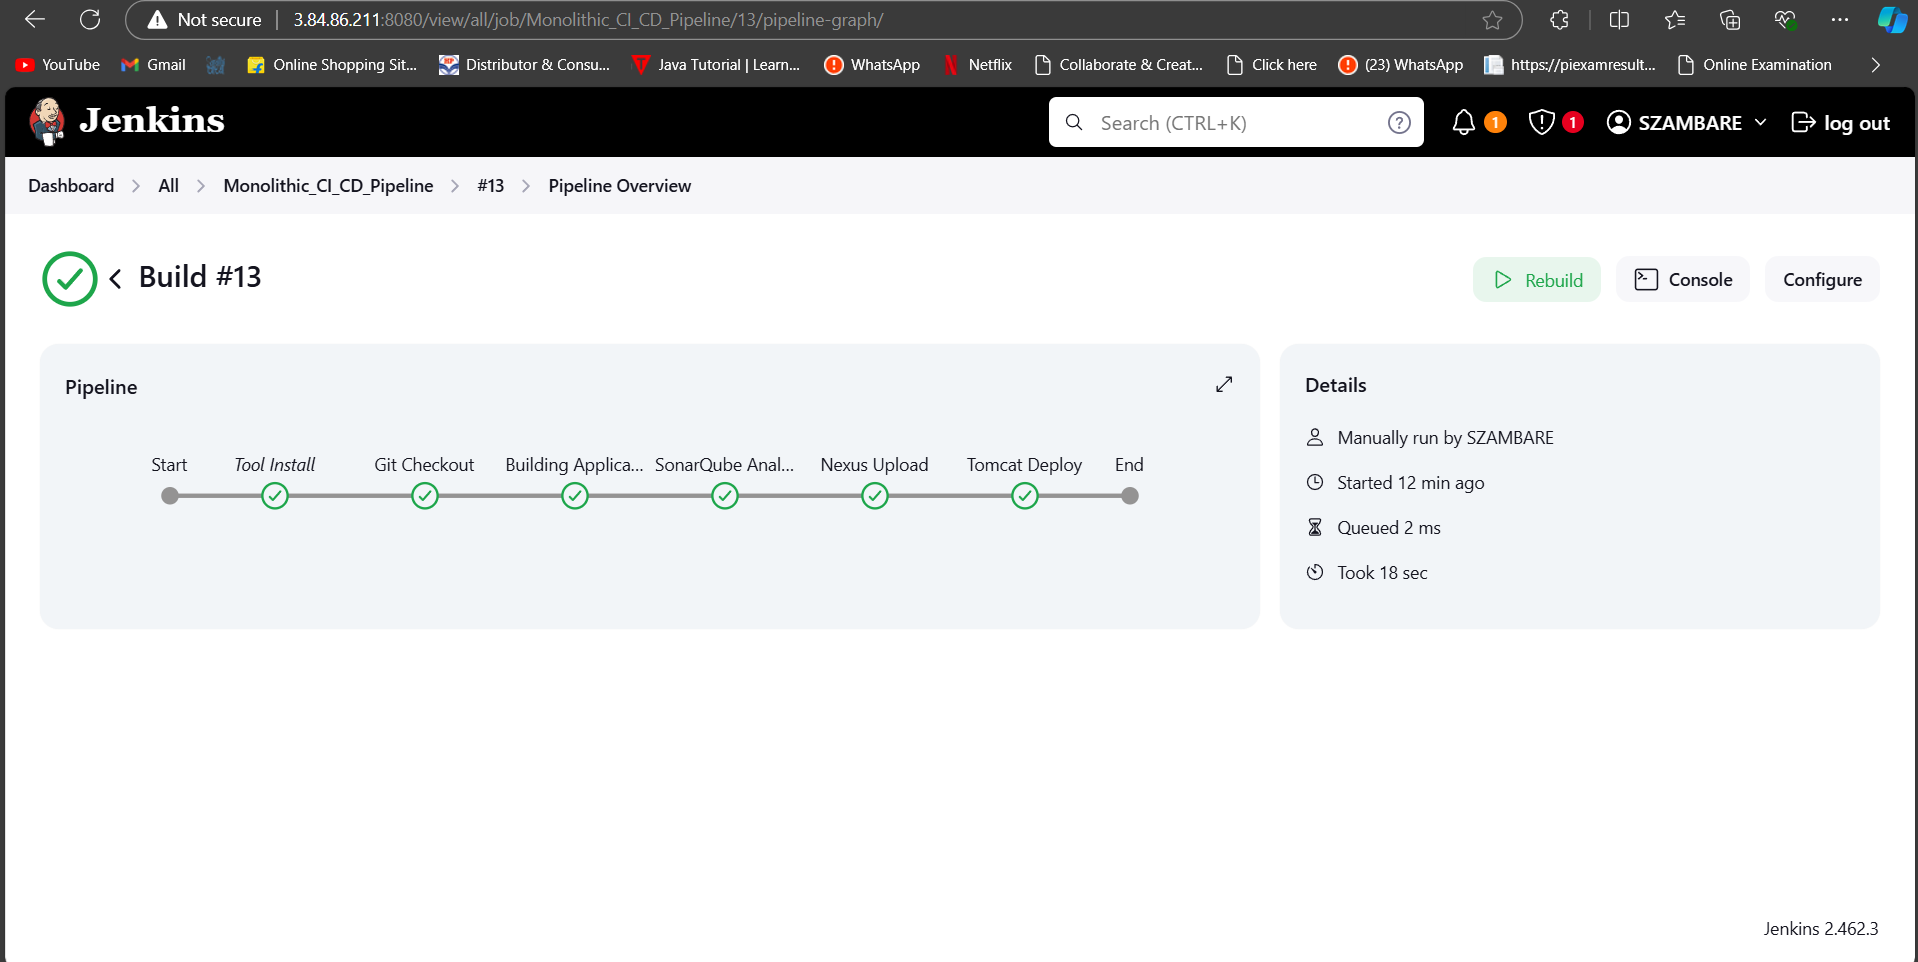 Not secure | 3.84.86.211:8080/view/all/job/Monolithic_CI_CD_Pipeline/13/pipeline-graph/
YouTube Gmail Online Shopping Sit... Distributor & Consu... Java Tutorial | Learn... WhatsApp Netflix Collaborate & Creat... Click here (23) WhatsApp https://piexamresult... Online Examination
Jenkins Search (CTRL+K) ? 1 1 SZAMBARE log out
Dashboard All Monolithic_CI_CD_Pipeline #13 Pipeline Overview
Build #13 Rebuild Console Configure
Pipeline
Start Tool Install Git Checkout Building Applica... SonarQube Anal... Nexus Upload Tomcat Deploy End
Details
Manually run by SZAMBARE
Started 12 min ago
Queued 2 ms
Took 18 sec
Jenkins 2.462.3